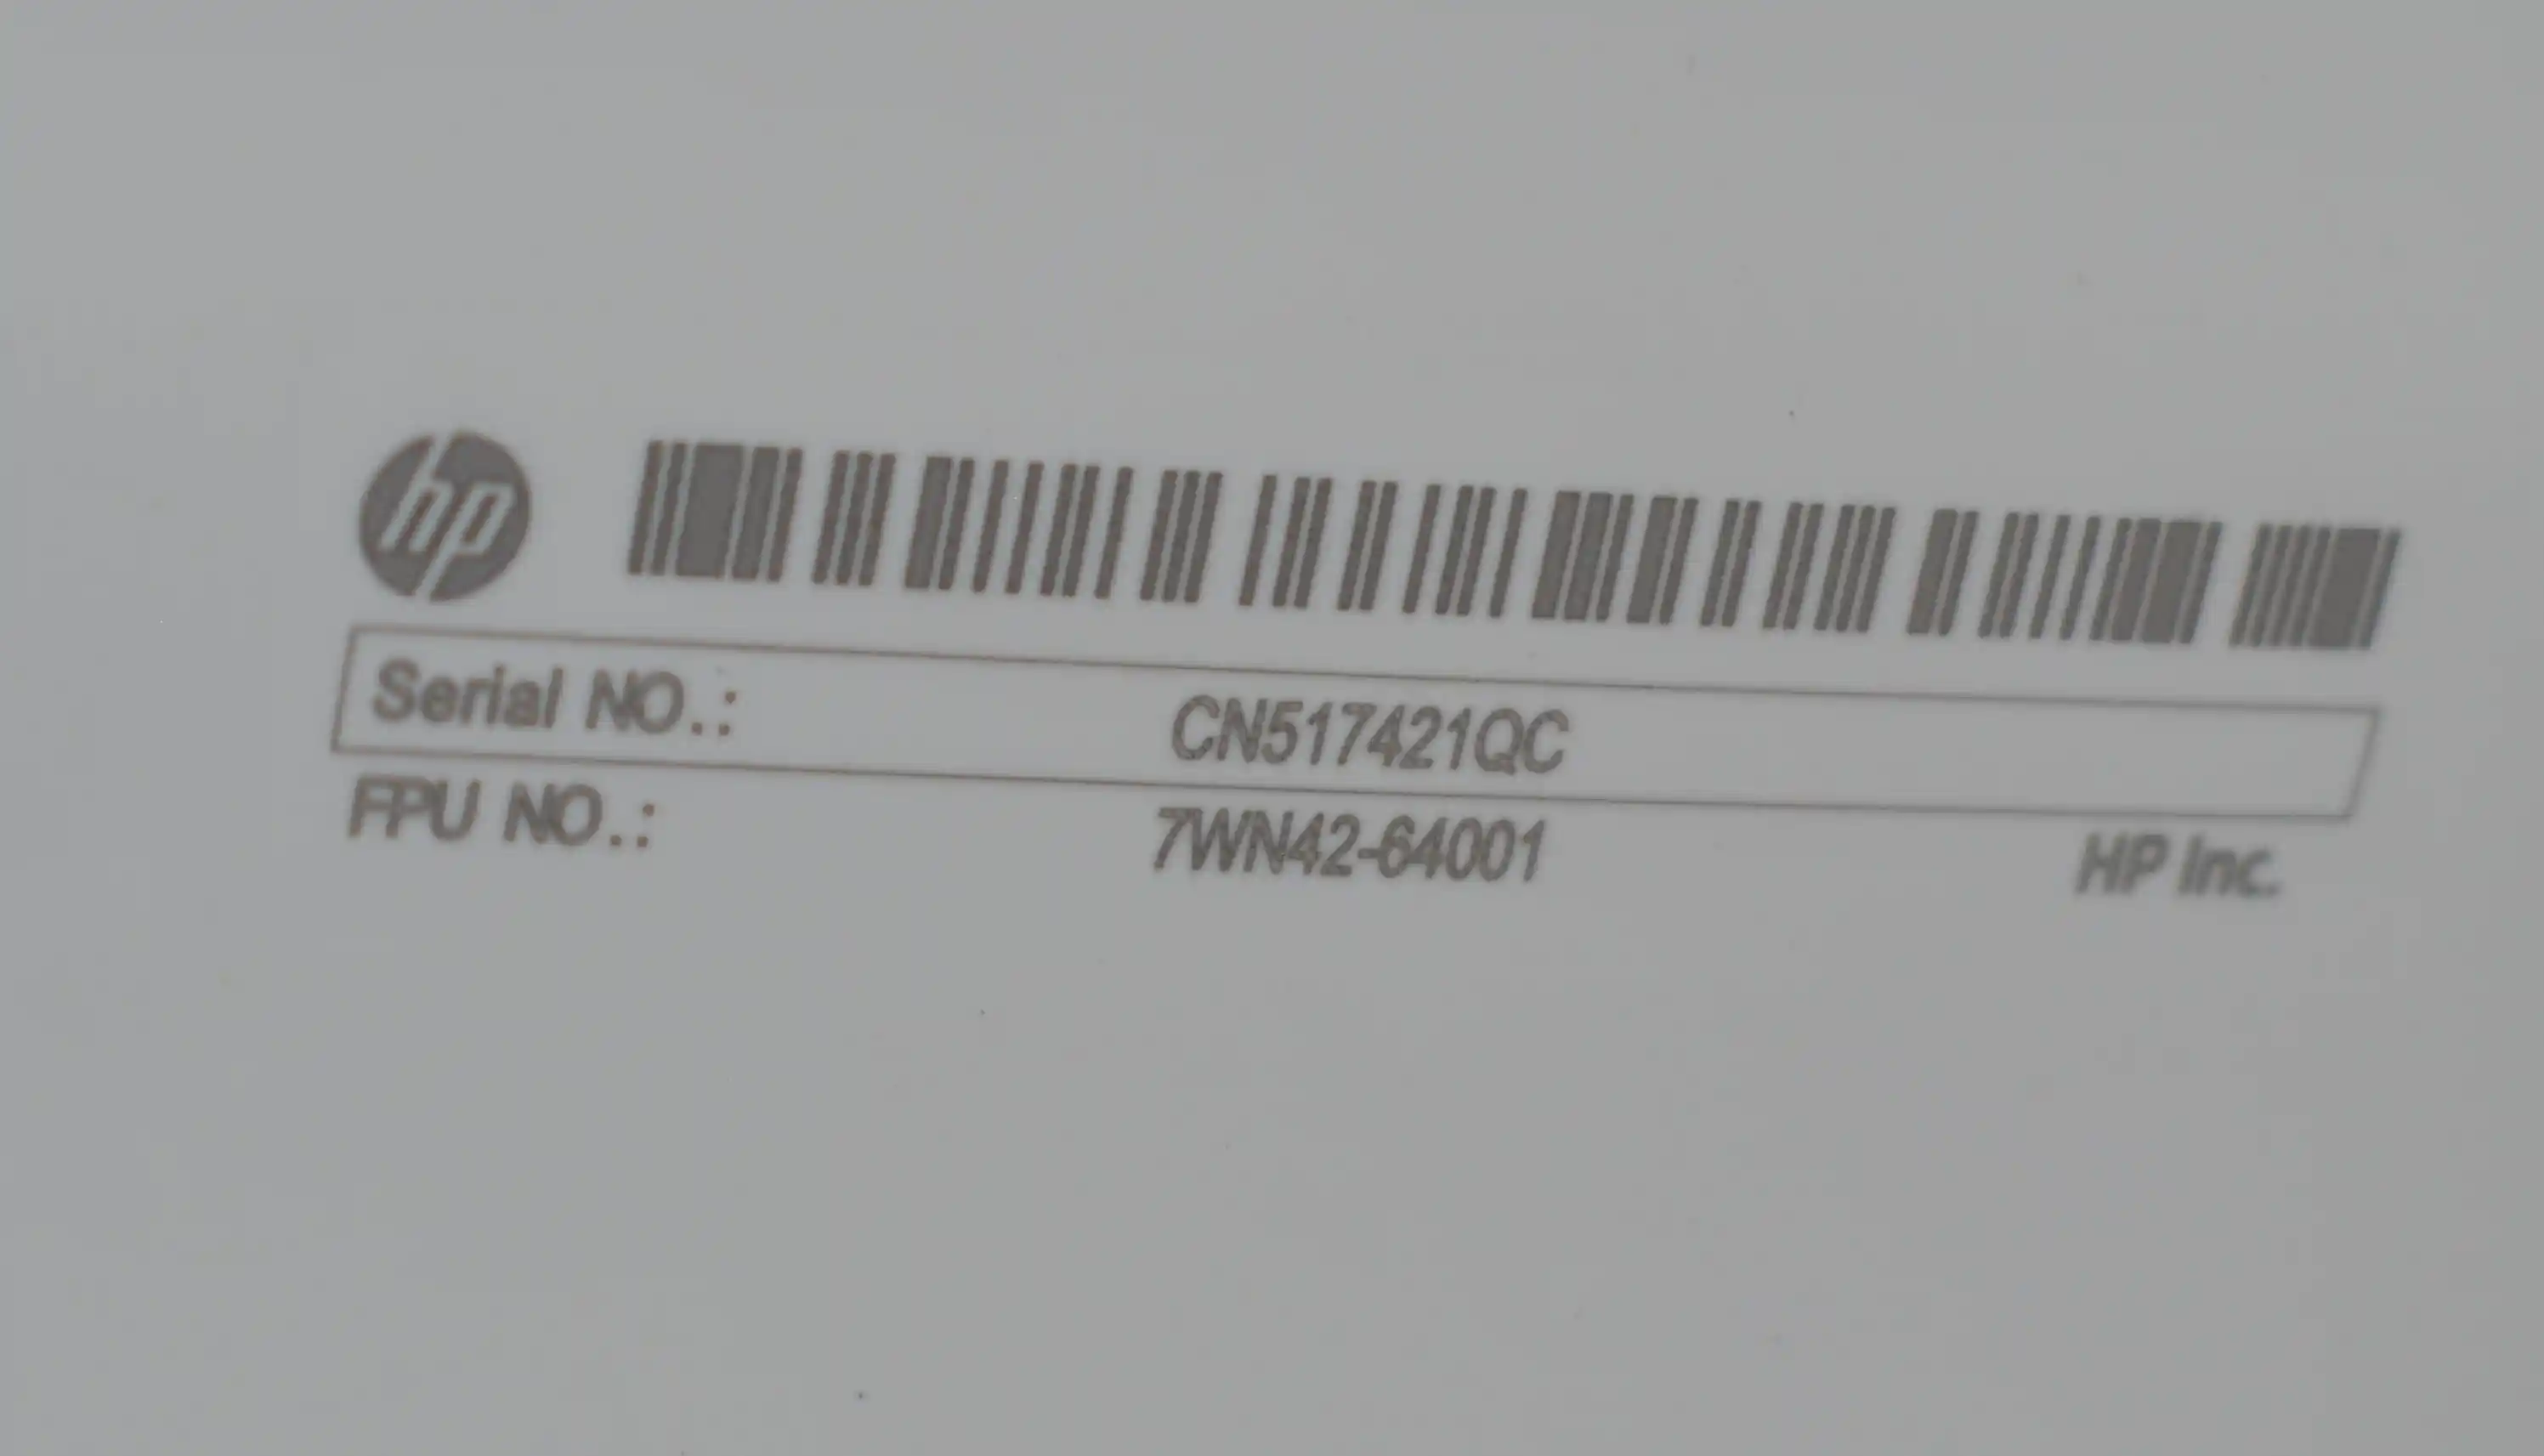 hp
Serial NO.: CN517421QC
FPU NO.: 7WN42-64001 HP Inc.